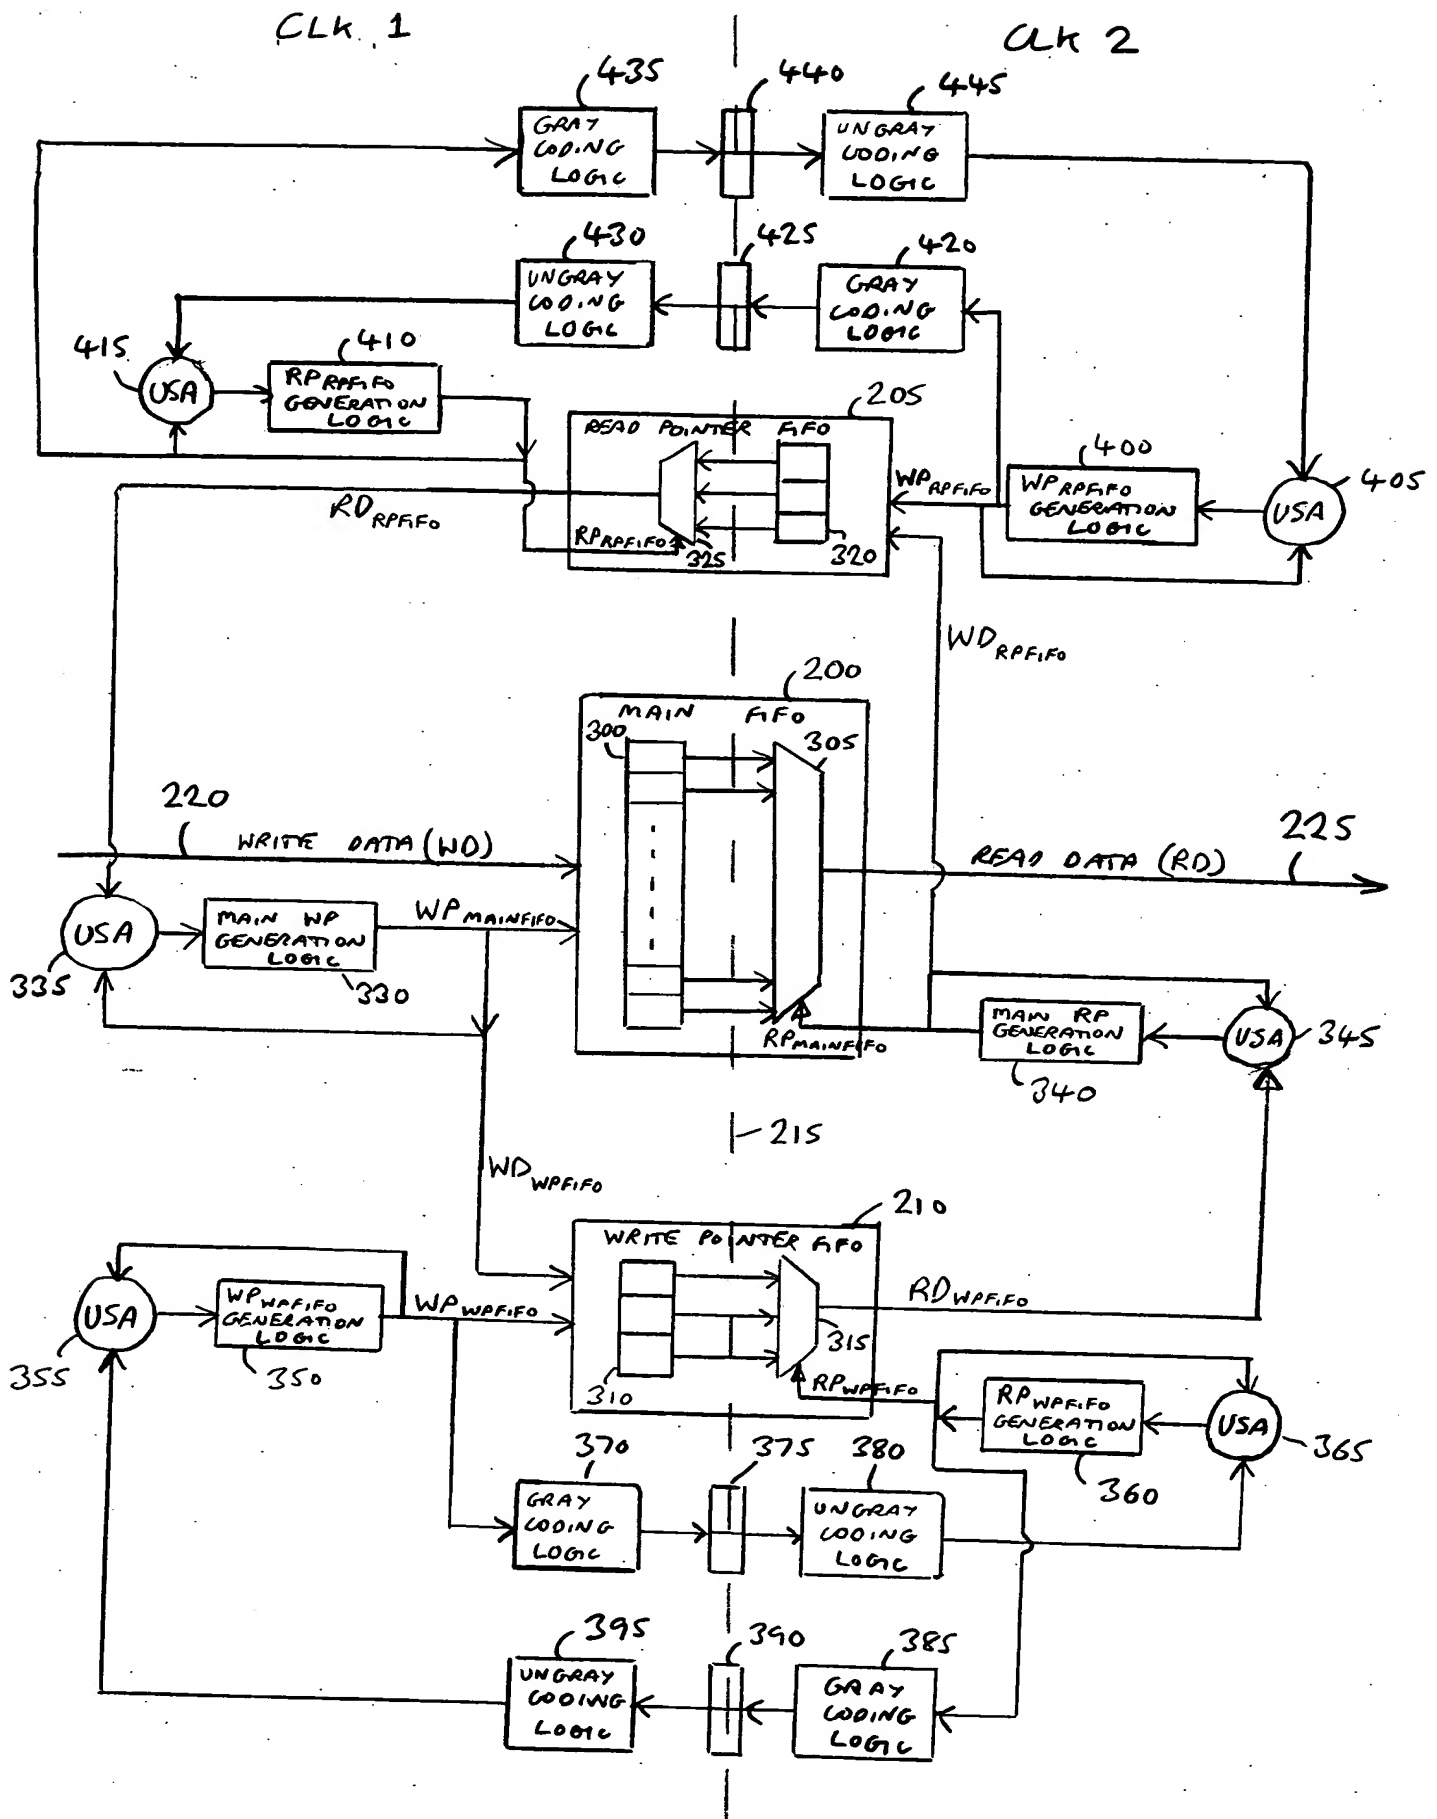 CLK 1
CLK 2
435
440
445
GRAY
CODING
LOGIC
UNGRAY
CODING
LOGIC
430
425
420
UNGRAY
CODING
LOGIC
GRAY
CODING
LOGIC
415
USA
410
RP RPFIFO
GENERATION
LOGIC
205
READ POINTER FIFO
RD RPFIFO
RP RPFIFO
325
320
WP RPFIFO
400
WP RPFIFO
GENERATION
LOGIC
405
USA
WD RPFIFO
200
MAIN FIFO
300
305
220
WRITE DATA (WD)
READ DATA (RD)
225
USA
335
MAIN WP
GENERATION
LOGIC
330
WP MAINFIFO
RP MAINFIFO
MAIN RP
GENERATION
LOGIC
340
USA
345
215
WD WPFIFO
210
WRITE POINTER FIFO
USA
355
WP WPFIFO
GENERATION
LOGIC
350
WP WPFIFO
310
315
RD WPFIFO
RP WPFIFO
RP WPFIFO
GENERATION
LOGIC
360
USA
365
370
375
380
GRAY
CODING
LOGIC
UNGRAY
CODING
LOGIC
395
390
385
UNGRAY
CODING
LOGIC
GRAY
CODING
LOGIC